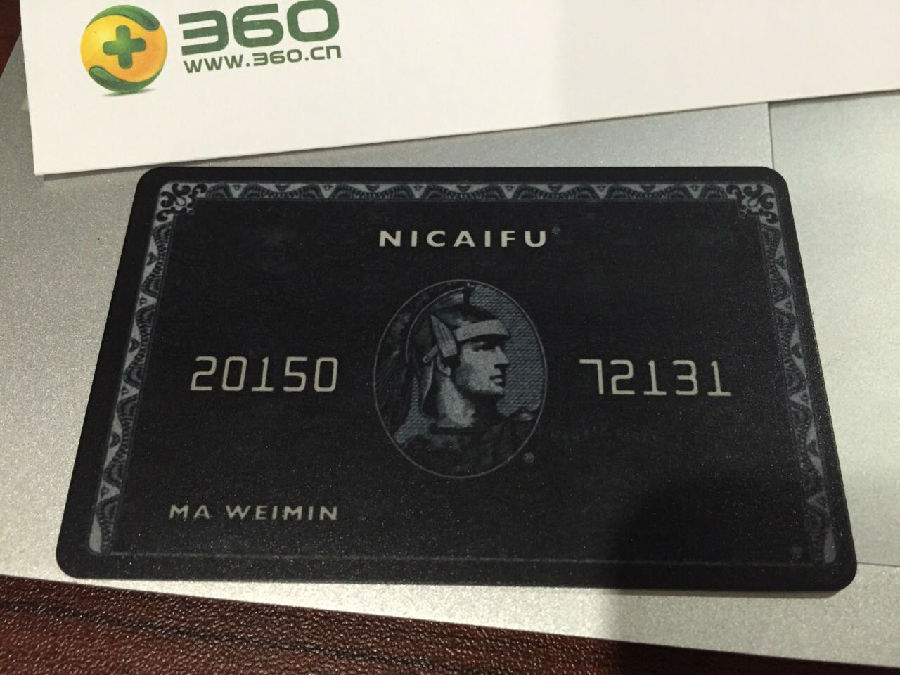 360
www.360.cn
NICAIFU
20150 72131
MA WEIMIN